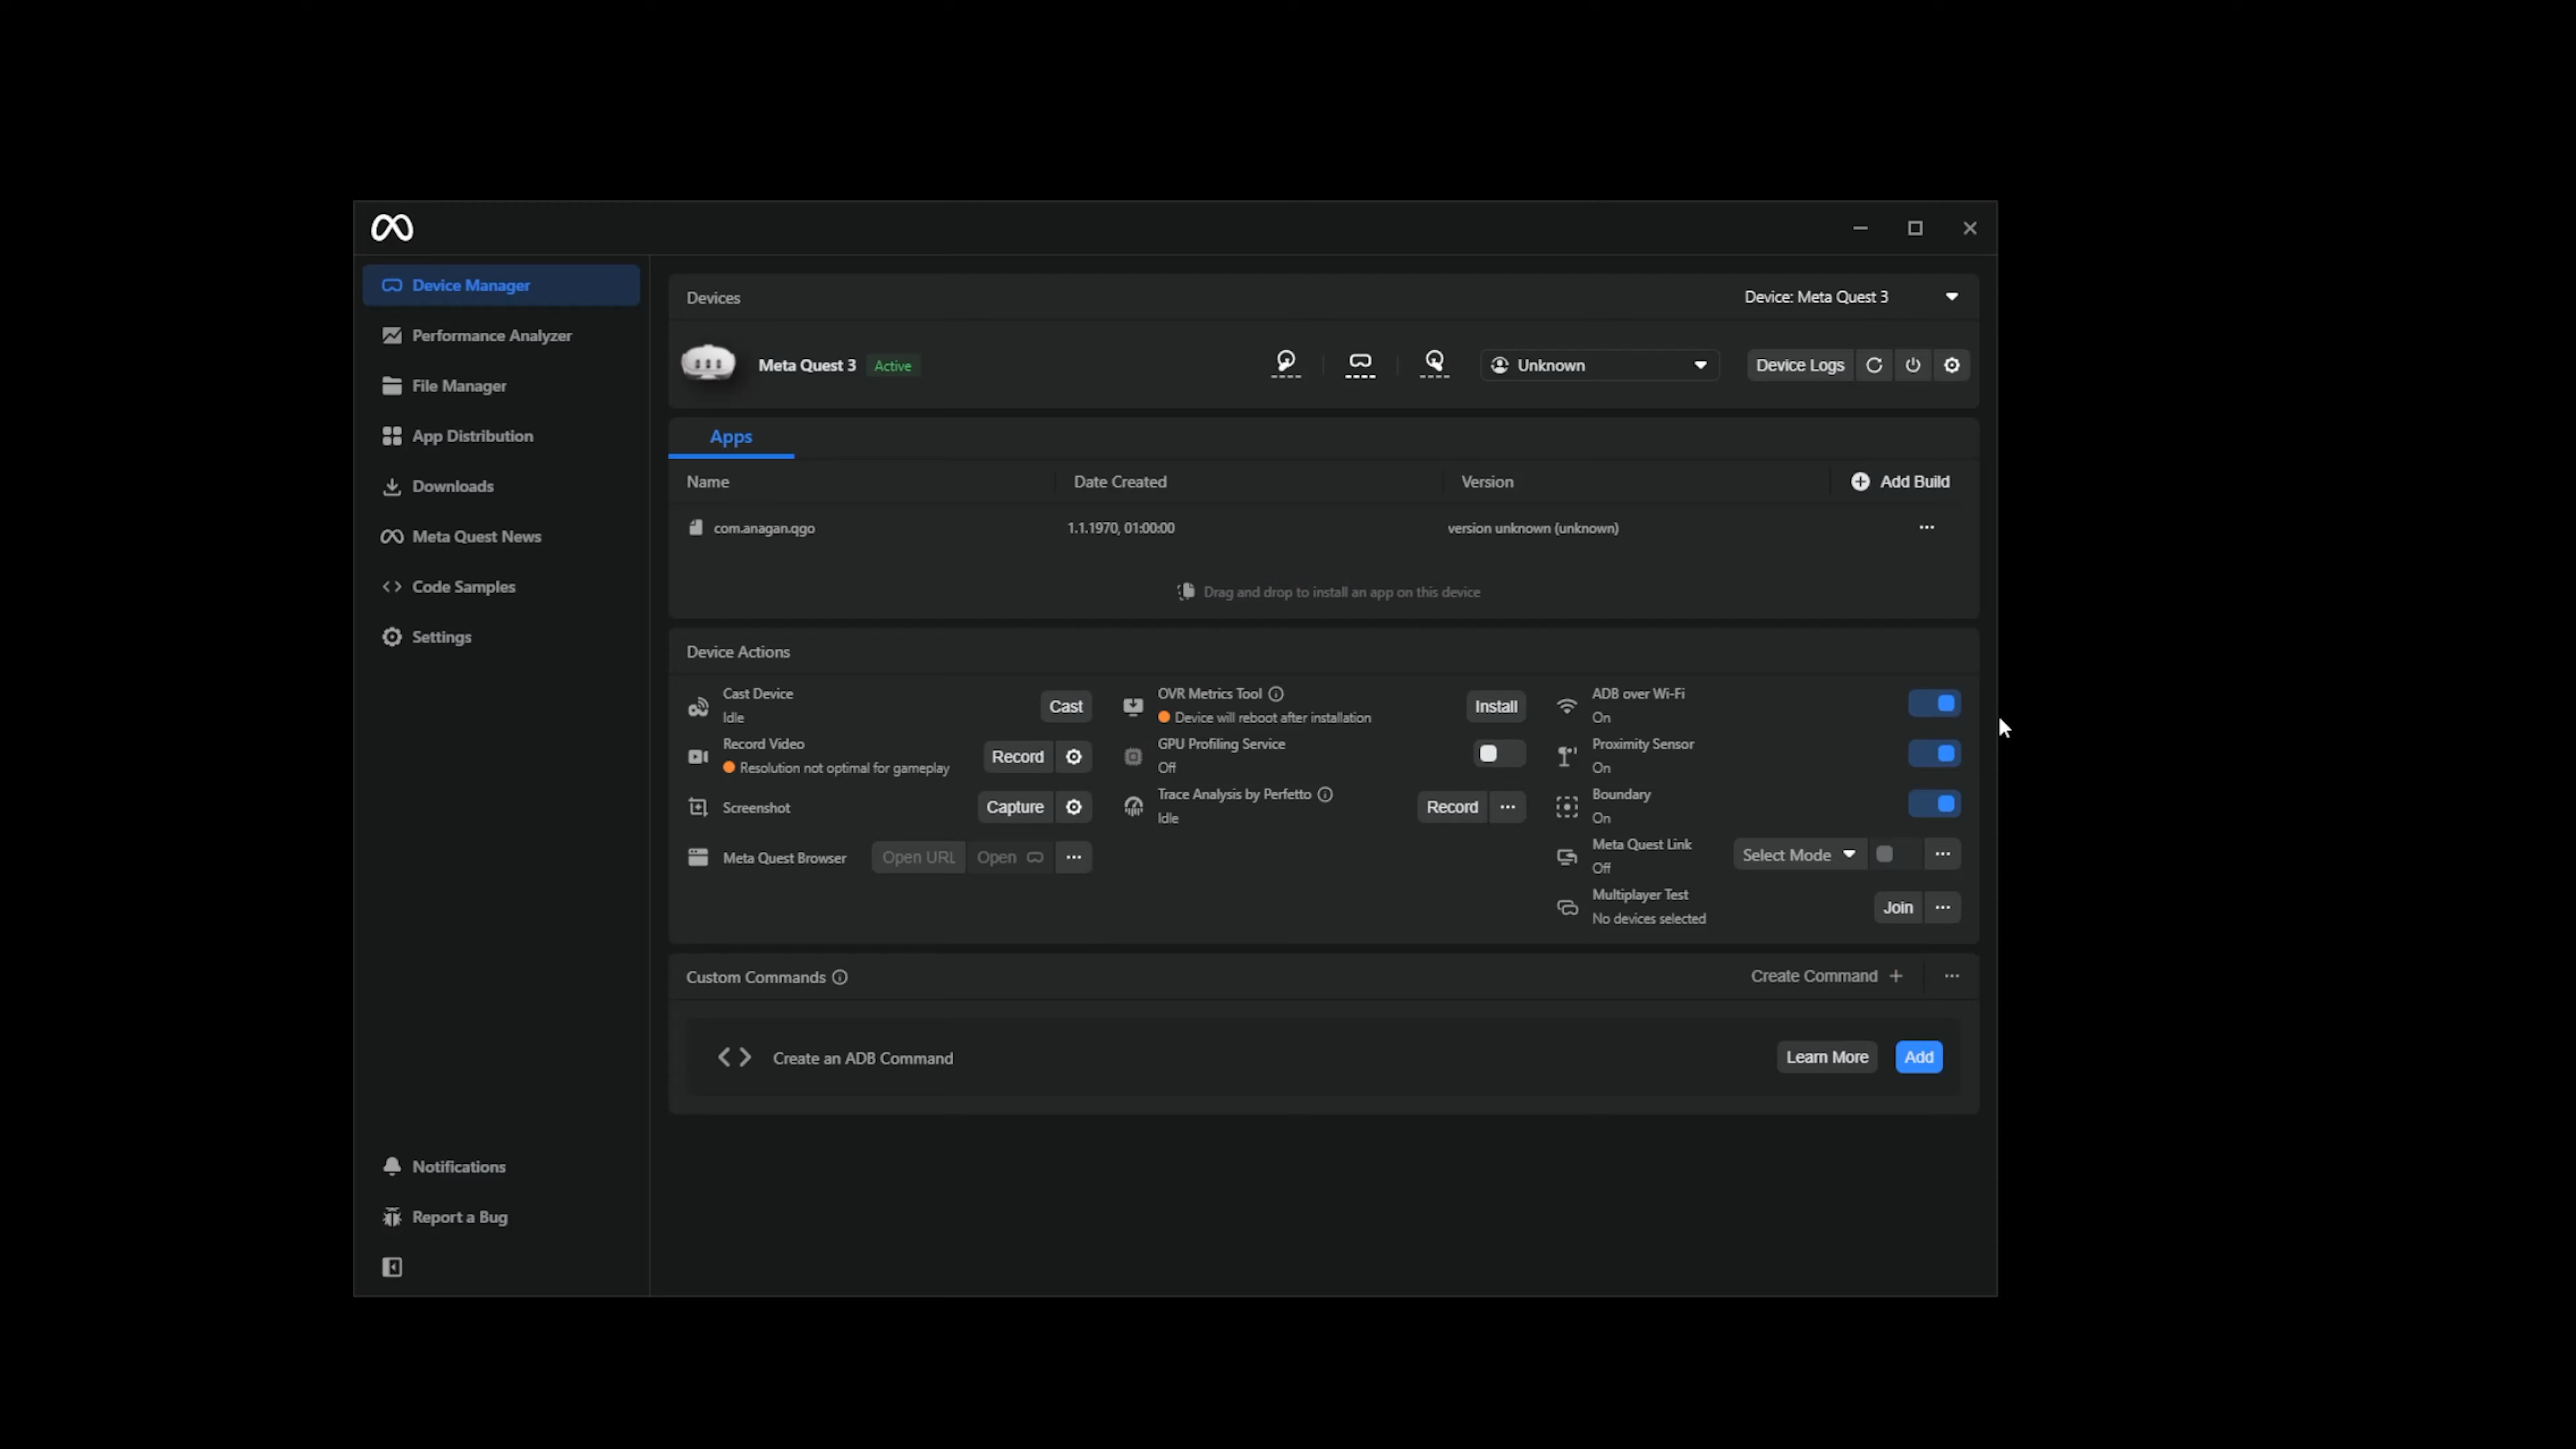 Device Manager
Performance Analyzer
File Manager
App Distribution
Downloads
Meta Quest News
Code Samples
Settings
Notifications
Report a Bug
Devices
Device: Meta Quest 3
Meta Quest 3 Active
Unknown
Device Logs
Apps
Name Date Created Version Add Build
com.anagan.qgo 1.1.1970, 01:00:00 version unknown (unknown)
Drag and drop to install an app on this device
Device Actions
Cast Device
Idle
Cast
Record Video
Resolution not optimal for gameplay
Record
Screenshot
Capture
Meta Quest Browser
Open URL
Open
OVR Metrics Tool
Device will reboot after installation
Install
GPU Profiling Service
Off
Trace Analysis by Perfetto
Idle
Record
ADB over Wi-Fi
On
Proximity Sensor
On
Boundary
On
Meta Quest Link
Off
Select Mode
Multiplayer Test
No devices selected
Join
Custom Commands
Create Command
Create an ADB Command
Learn More
Add